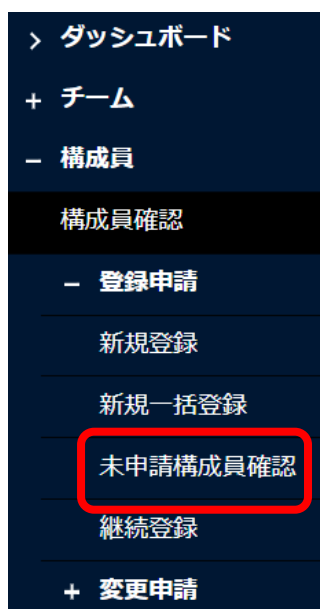 > ダッシュボード
+ チーム
− 構成員
構成員確認
− 登録申請
新規登録
新規一括登録
未申請構成員確認
継続登録
+ 変更申請